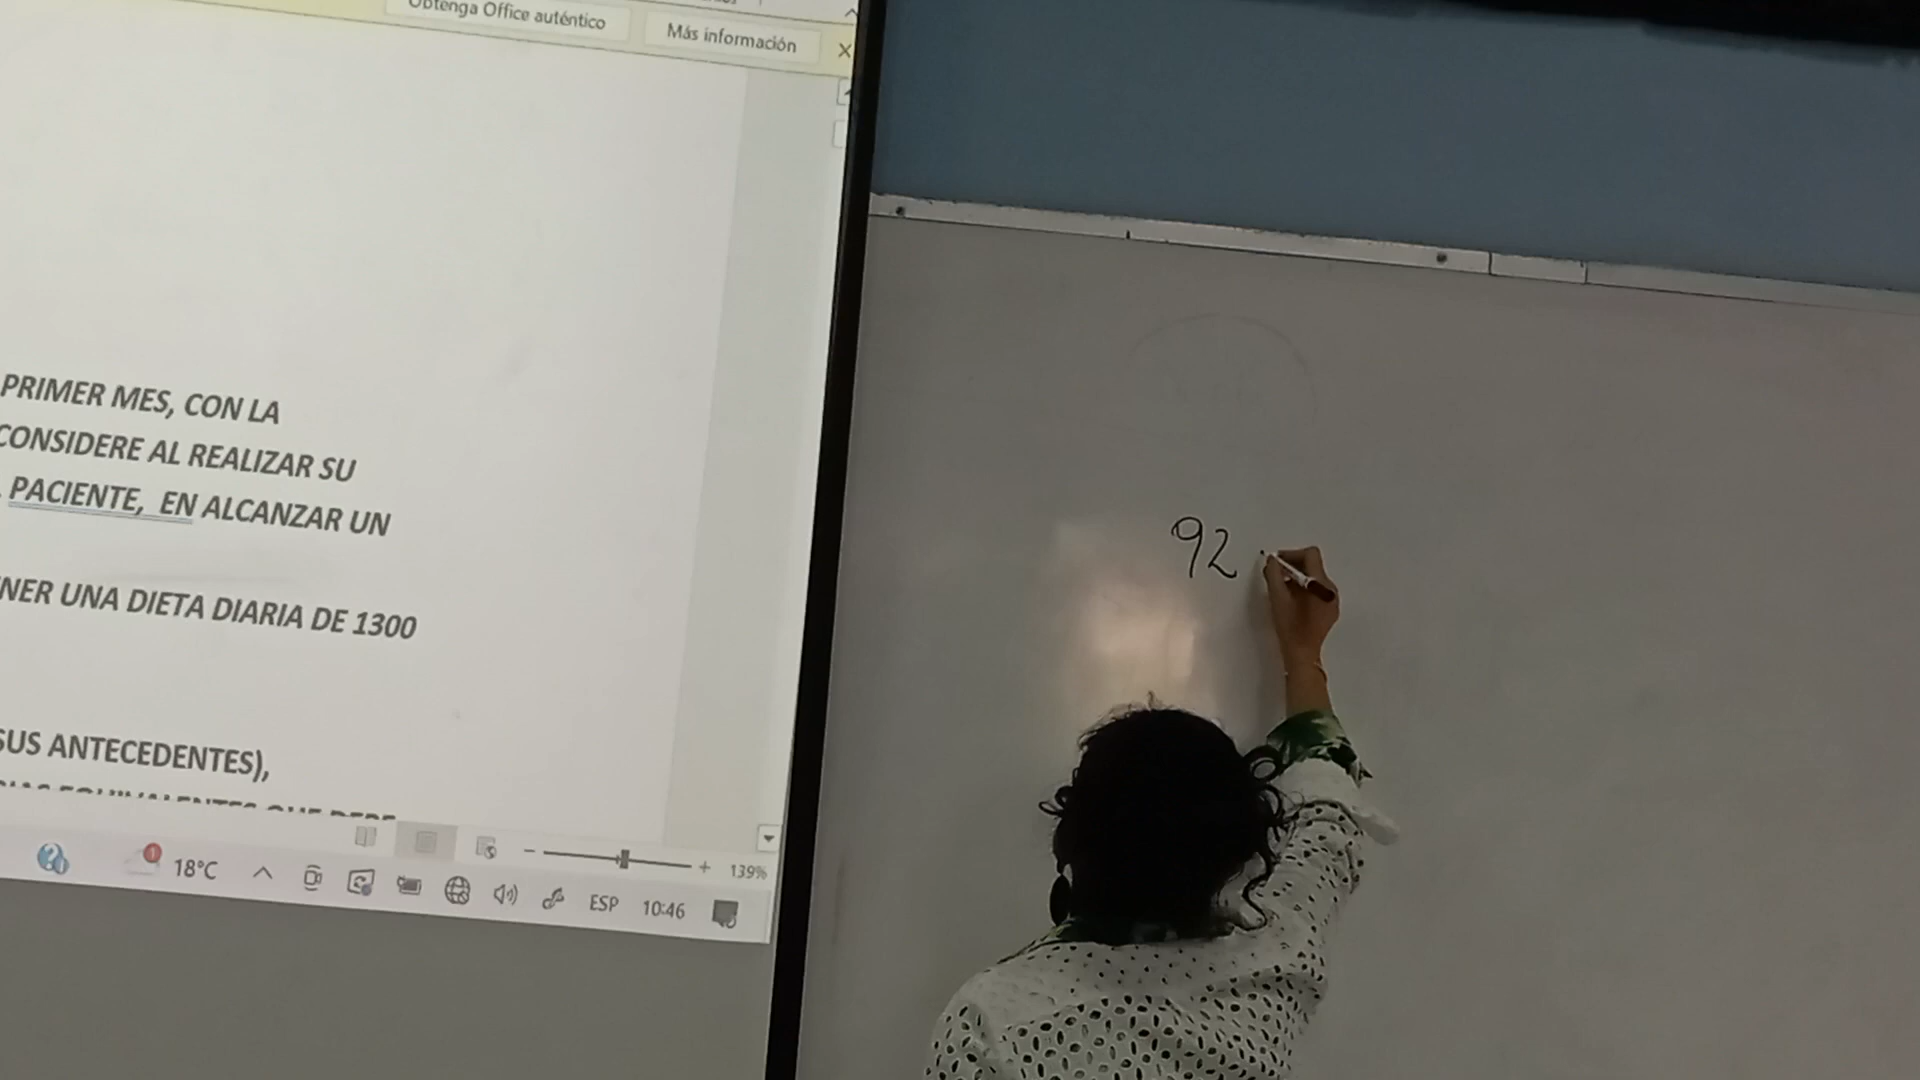 Obtenga Office auténtico
Más información
PRIMER MES, CON LA
CONSIDERE AL REALIZAR SU
PACIENTE, EN ALCANZAR UN
NER UNA DIETA DIARIA DE 1300
SUS ANTECEDENTES),
139%
1
18°C
ESP
10:46
92